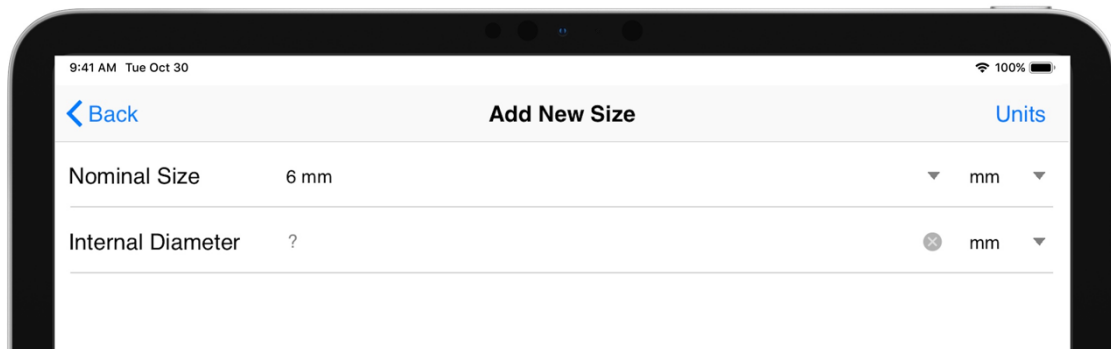 9:41 AM Tue Oct 30 100%
Back Add New Size Units
Nominal Size 6 mm mm
Internal Diameter ? mm